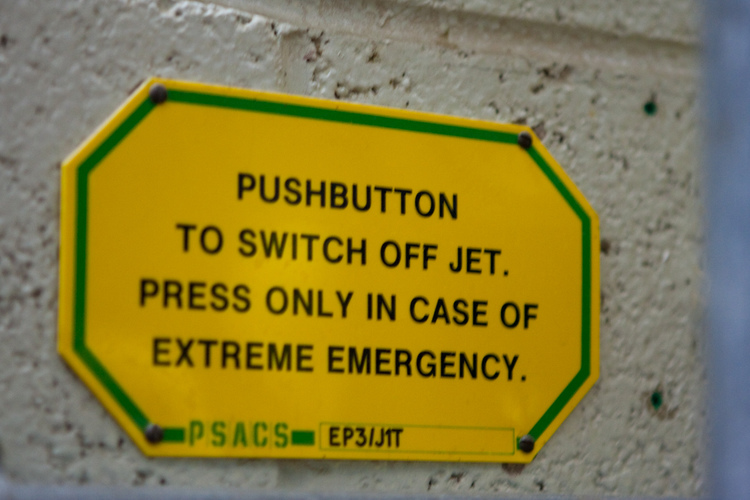 PUSHBUTTON
TO SWITCH OFF JET.
PRESS ONLY IN CASE OF
EXTREME EMERGENCY.
PSACS EP3/J1T